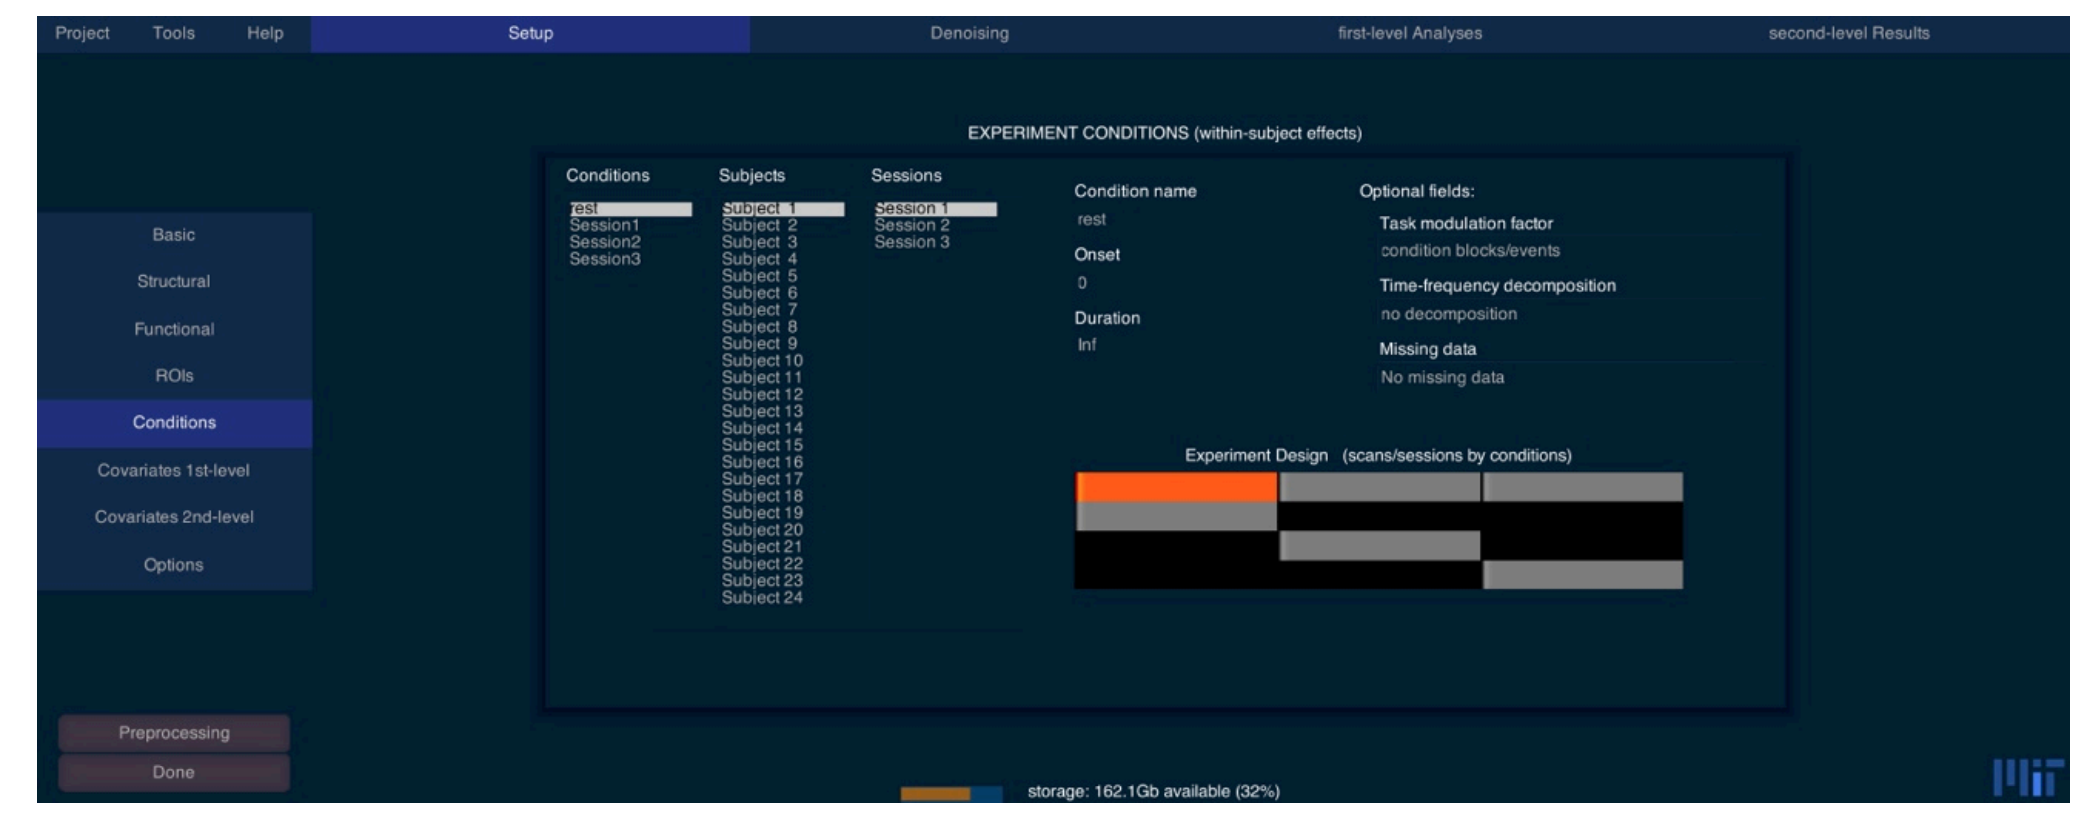 Project Tools Help Setup Denoising first-level Analyses second-level Results
EXPERIMENT CONDITIONS (within-subject effects)
Conditions
rest
Session1
Session2
Session3
Subjects
Subject 1
Subject 2
Subject 3
Subject 4
Subject 5
Subject 6
Subject 7
Subject 8
Subject 9
Subject 10
Subject 11
Subject 12
Subject 13
Subject 14
Subject 15
Subject 16
Subject 17
Subject 18
Subject 19
Subject 20
Subject 21
Subject 22
Subject 23
Subject 24
Sessions
Session 1
Session 2
Session 3
Condition name
rest
Onset
0
Duration
Inf
Optional fields:
Task modulation factor
condition blocks/events
Time-frequency decomposition
no decomposition
Missing data
No missing data
Experiment Design (scans/sessions by conditions)
Basic
Structural
Functional
ROIs
Conditions
Covariates 1st-level
Covariates 2nd-level
Options
Preprocessing
Done
storage: 162.1Gb available (32%)
MIT